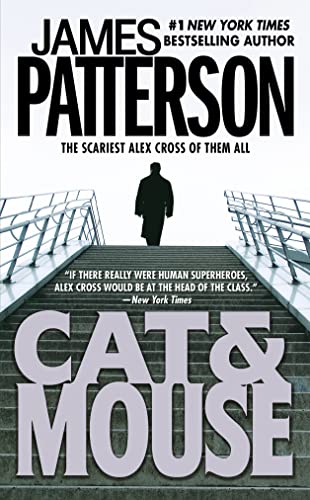 JAMES
#1 NEW YORK TIMES
BESTSELLING AUTHOR
PATTERSON
THE SCARIEST ALEX CROSS OF THEM ALL
"IF THERE REALLY WERE HUMAN SUPERHEROES,
ALEX CROSS WOULD BE AT THE HEAD OF THE CLASS."
—New York Times
CAT&
MOUSE